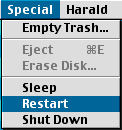 Special Harald
Empty Trash...
Eject ⌘E
Erase Disk...
Sleep
Restart
Shut Down